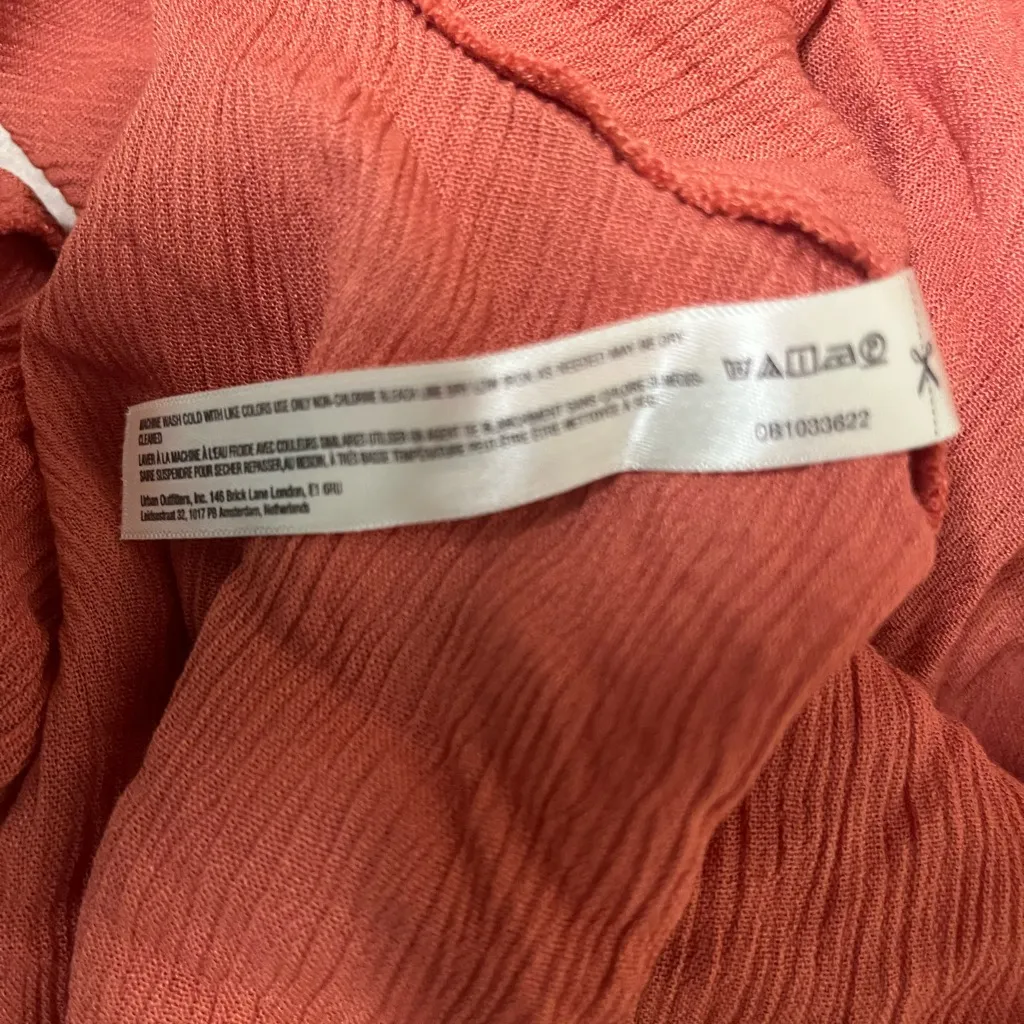 MACHINE WASH COLD WITH LIKE COLORS USE ONLY NON-CHLORINE BLEACH LINE DRY LOW IRON AS NEEDED MAY BE DRY
CLEANED
LAVER À LA MACHINE À L'EAU FROIDE AVEC COULEURS SIMILAIRES UTILISER UN AGENT DE BLANCHIMENT SANS CHLORE
SUSPENDRE POUR SECHER REPASSER, AU BESOIN, À TRÈS BASSE TEMPÉRATURE PEUT-ÊTRE ÊTRE NETTOYÉ À SEC
Urban Outfitters, Inc. 146 Brick Lane London, E1 6RU
Leidsestraat 32, 1017 PB Amsterdam, Netherlands
OB1033622